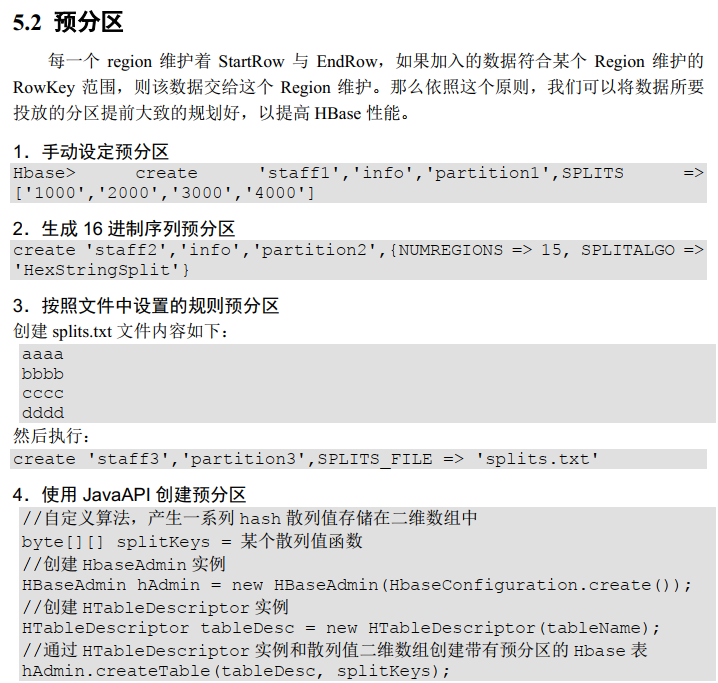 5.2 预分区
每一个 region 维护着 StartRow 与 EndRow，如果加入的数据符合某个 Region 维护的
RowKey 范围，则该数据交给这个 Region 维护。那么依照这个原则，我们可以将数据所要
投放的分区提前大致的规划好，以提高 HBase 性能。
1．手动设定预分区
Hbase> create 'staff1','info','partition1',SPLITS =>
['1000','2000','3000','4000']
2．生成 16 进制序列预分区
create 'staff2','info','partition2',{NUMREGIONS => 15, SPLITALGO =>
'HexStringSplit'}
3．按照文件中设置的规则预分区
创建 splits.txt 文件内容如下：
aaaa
bbbb
cccc
dddd
然后执行：
create 'staff3','partition3',SPLITS_FILE => 'splits.txt'
4．使用 JavaAPI 创建预分区
//自定义算法，产生一系列 hash 散列值存储在二维数组中
byte[][] splitKeys = 某个散列值函数
//创建 HbaseAdmin 实例
HBaseAdmin hAdmin = new HBaseAdmin(HbaseConfiguration.create());
//创建 HTableDescriptor 实例
HTableDescriptor tableDesc = new HTableDescriptor(tableName);
//通过 HTableDescriptor 实例和散列值二维数组创建带有预分区的 Hbase 表
hAdmin.createTable(tableDesc, splitKeys);